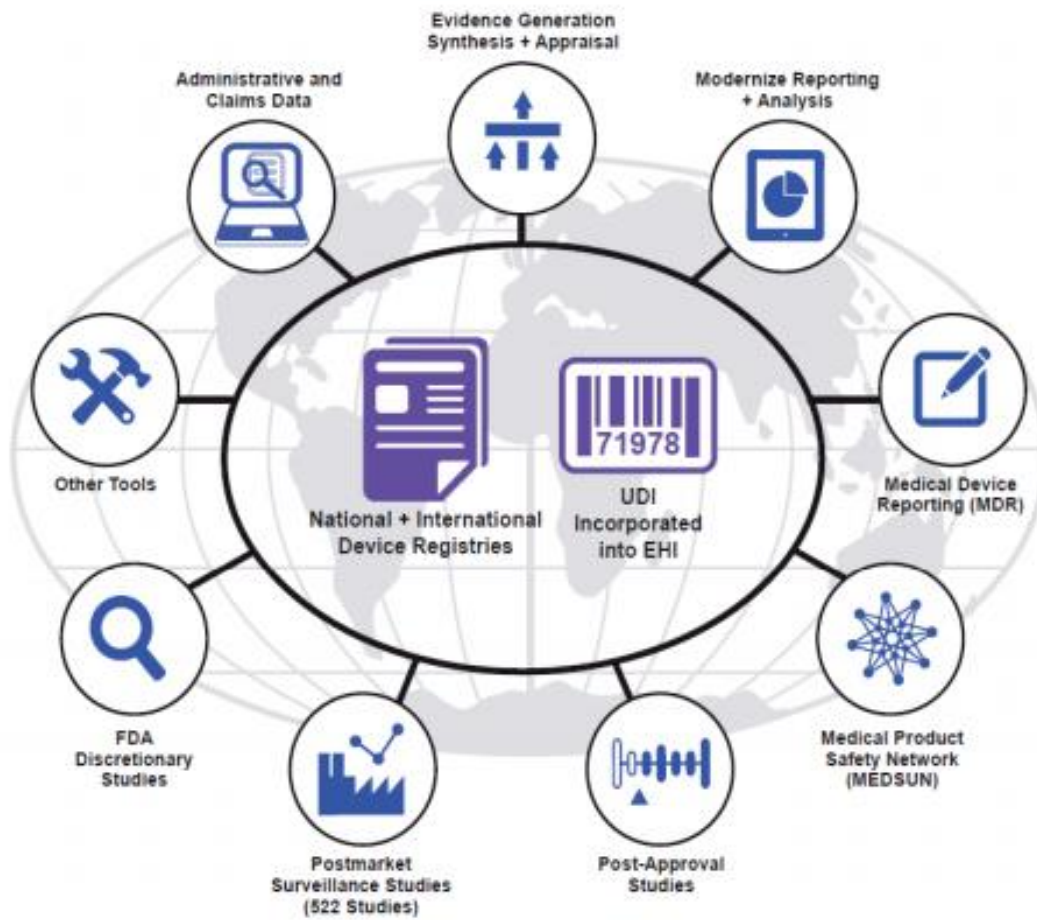 Evidence Generation
Synthesis + Appraisal
Administrative and
Claims Data
Modernize Reporting
+ Analysis
Other Tools
71978
National + International
Device Registries
UDI
Incorporated
into EHI
Medical Device
Reporting (MDR)
FDA
Discretionary
Studies
Medical Product
Safety Network
(MEDSUN)
Postmarket
Surveillance Studies
(522 Studies)
Post-Approval
Studies